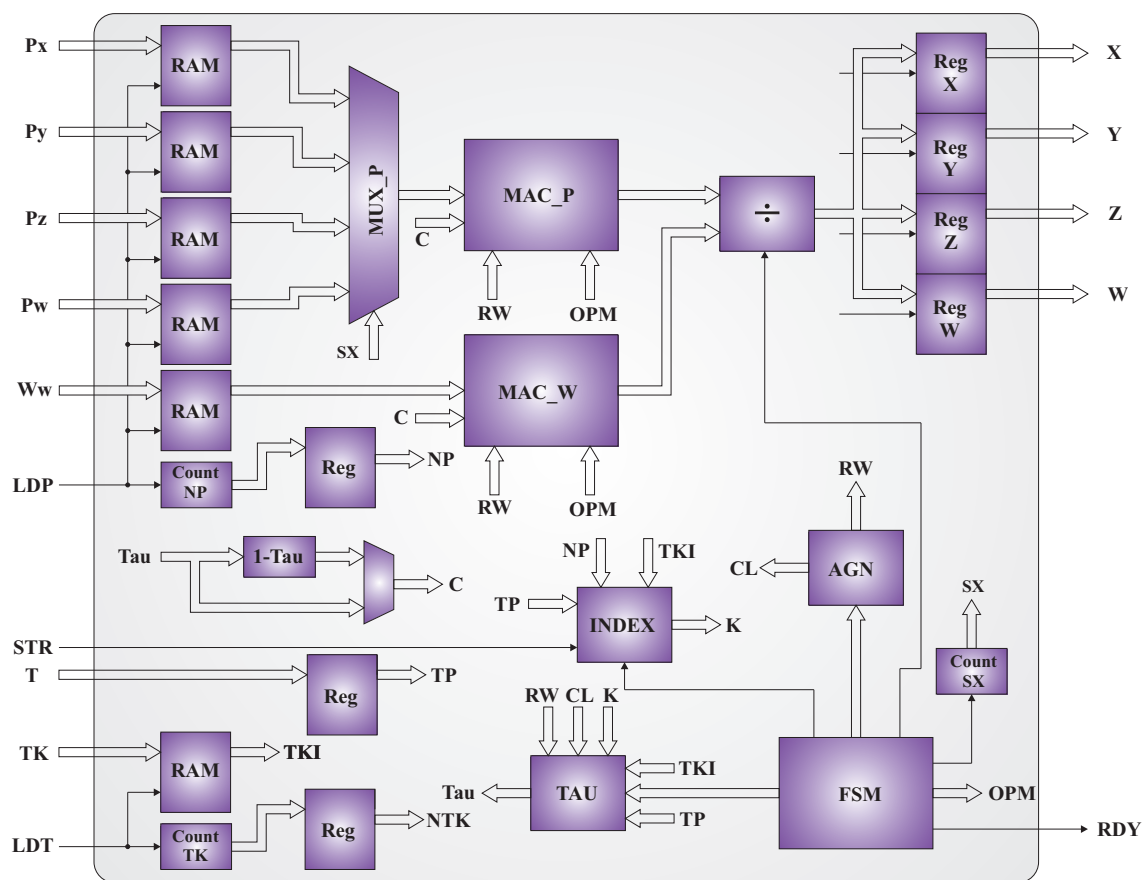 Px
RAM
Py
RAM
Pz
RAM
Pw
RAM
Ww
RAM
LDP
Count
NP
Reg
NP
MUX_P
SX
MAC_P
C
RW
OPM
MAC_W
C
RW
OPM
÷
Reg
X
X
Reg
Y
Y
Reg
Z
Z
Reg
W
W
Tau
1-Tau
C
NP
TKI
TP
INDEX
K
RW
CL
AGN
SX
Count
SX
STR
T
Reg
TP
TK
RAM
TKI
LDT
Count
TK
Reg
NTK
RW
CL
K
Tau
TAU
TKI
TP
FSM
OPM
RDY